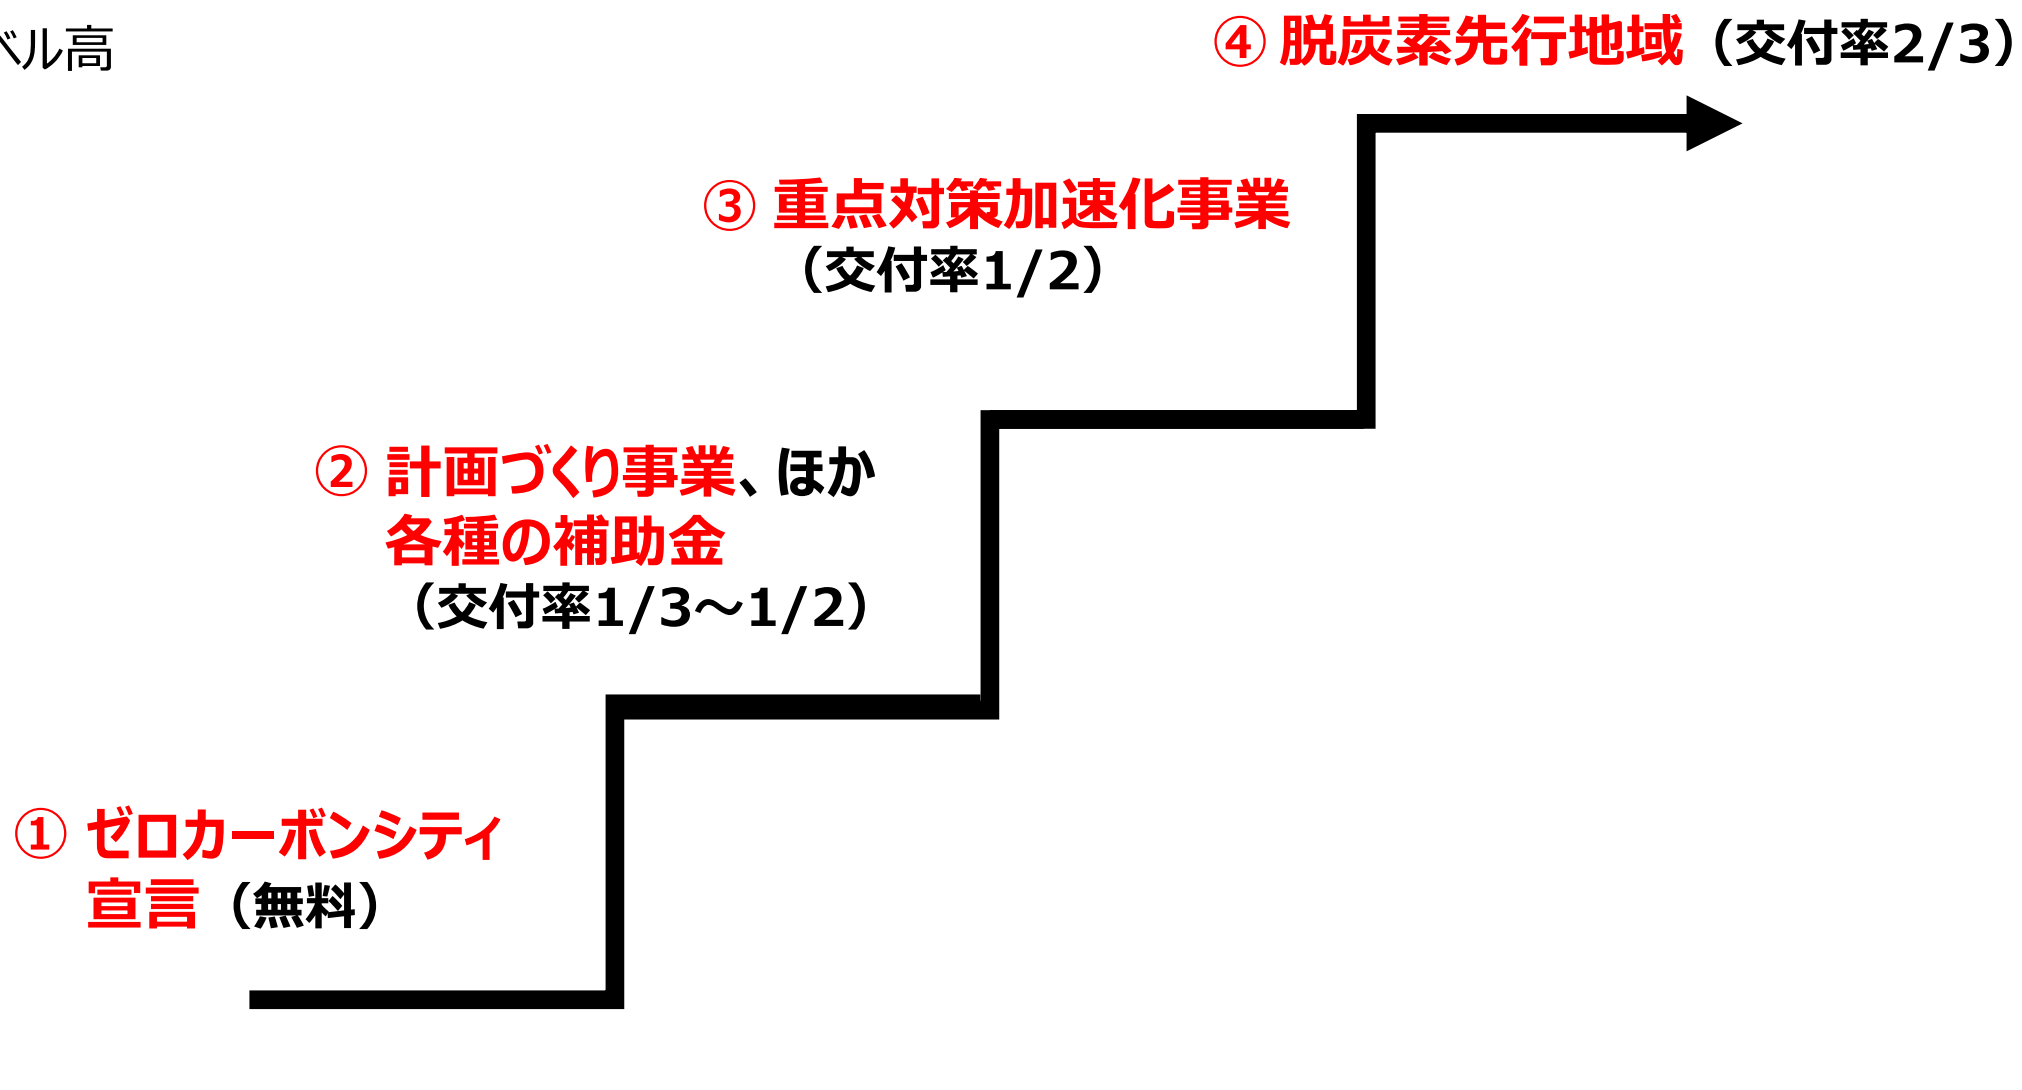 ベル高
④ 脱炭素先行地域（交付率2/3）
③ 重点対策加速化事業
（交付率1/2）
② 計画づくり事業、ほか
各種の補助金
（交付率1/3～1/2）
① ゼロカーボンシティ
宣言（無料）